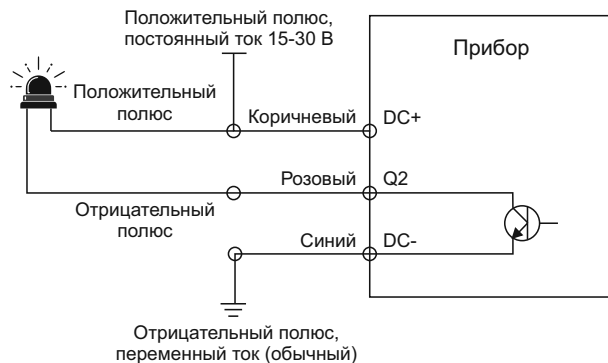 Положительный полюс,
постоянный ток 15-30 В
Прибор
Положительный
полюс
Коричневый
DC+
Розовый
Q2
Отрицательный
полюс
Синий
DC-
Отрицательный полюс,
переменный ток (обычный)